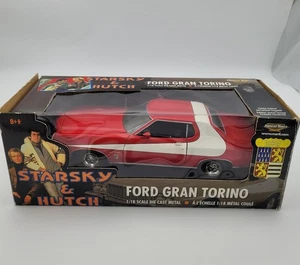 STARSKY
& HUTCH
FORD GRAN TORINO
8+
STARSKY
&
HUTCH
FORD GRAN TORINO
1/18 SCALE DIE CAST METAL
A L'ECHELLE 1/18 METAL COULÉ